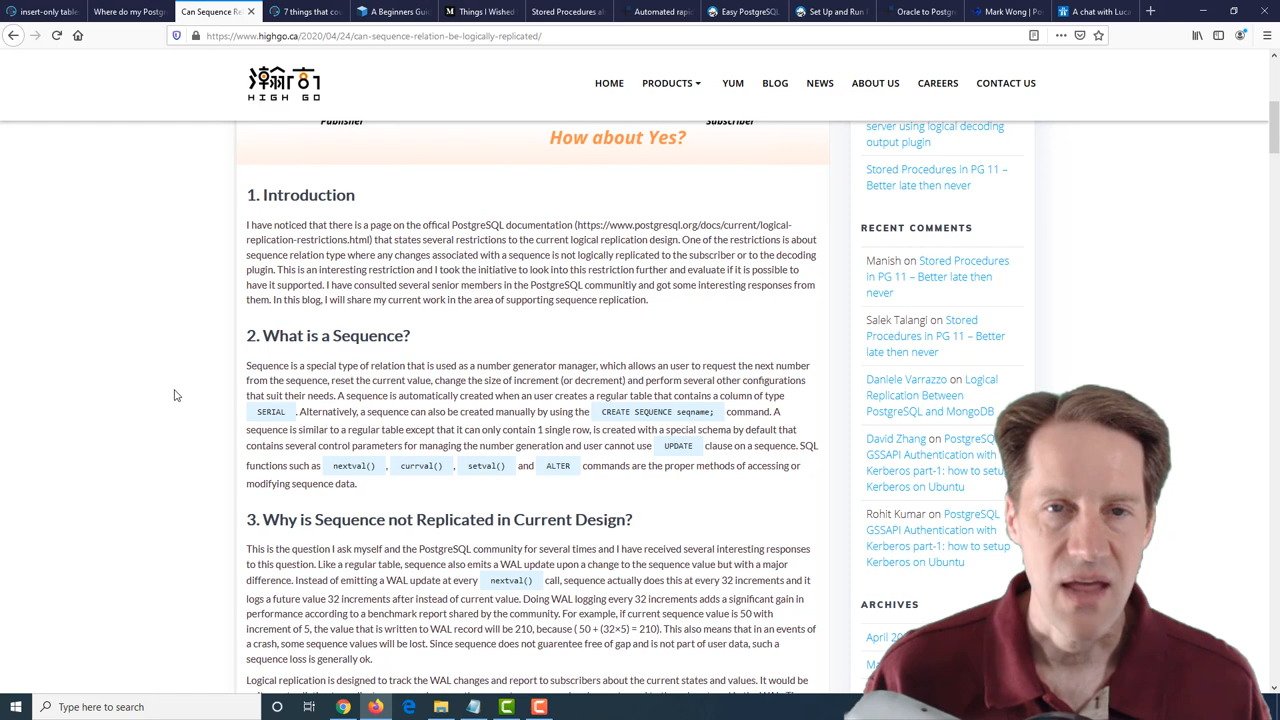 insert-only tables
Where do my Postg
Can Sequence Re
7 things that cou
A Beginners Guid
Things I Wished
Stored Procedures al
Automated rapi
Easy PostgreSQL
Set Up and Run P
Oracle to Postgr
Mark Wong | Pos
A chat with Luca
https://www.highgo.ca/2020/04/24/can-sequence-relation-be-logically-replicated/
瀚高
HIGH GO
HOME
PRODUCTS
YUM
BLOG
NEWS
ABOUT US
CAREERS
CONTACT US
Publisher
Subscriber
How about Yes?
1. Introduction
I have noticed that there is a page on the offical PostgreSQL documentation (https://www.postgresql.org/docs/current/logical-
replication-restrictions.html) that states several restrictions to the current logical replication design. One of the restrictions is about
sequence relation type where any changes associated with a sequence is not logically replicated to the subscriber or to the decoding
plugin. This is an interesting restriction and I took the initiative to look into this restriction further and evaluate if it is possible to
have it supported. I have consulted several senior members in the PostgreSQL communitiy and got some interesting responses from
them. In this blog, I will share my current work in the area of supporting sequence replication.
2. What is a Sequence?
Sequence is a special type of relation that is used as a number generator manager, which allows an user to request the next number
from the sequence, reset the current value, change the size of increment (or decrement) and perform several other configurations
that suit their needs. A sequence is automatically created when an user creates a regular table that contains a column of type
SERIAL . Alternatively, a sequence can also be created manually by using the CREATE SEQUENCE seqname; command. A
sequence is similar to a regular table except that it can only contain 1 single row, is created with a special schema by default that
contains several control parameters for managing the number generation and user cannot use UPDATE clause on a sequence. SQL
functions such as nextval() , currval() , setval() and ALTER commands are the proper methods of accessing or
modifying sequence data.
3. Why is Sequence not Replicated in Current Design?
This is the question I ask myself and the PostgreSQL community for several times and I have received several interesting responses
to this question. Like a regular table, sequence also emits a WAL update upon a change to the sequence value but with a major
difference. Instead of emitting a WAL update at every nextval() call, sequence actually does this at every 32 increments and it
logs a future value 32 increments after instead of current value. Doing WAL logging every 32 increments adds a significant gain in
performance according to a benchmark report shared by the community. For example, if current sequence value is 50 with
increment of 5, the value that is written to WAL record will be 210, because ( 50 + (32×5) = 210). This also means that in an events of
a crash, some sequence values will be lost. Since sequence does not guarentee free of gap and is not part of user data, such a
sequence loss is generally ok.
Logical replication is designed to track the WAL changes and report to subscribers about the current states and values. It would be
server using logical decoding
output plugin
Stored Procedures in PG 11 –
Better late then never
RECENT COMMENTS
Manish on Stored Procedures
in PG 11 – Better late then
never
Salek Talangi on Stored
Procedures in PG 11 – Better
late then never
Daniele Varrazzo on Logical
Replication Between
PostgreSQL and MongoDB
David Zhang on PostgreSQ
GSSAPI Authentication with
Kerberos part-1: how to setu
Kerberos on Ubuntu
Rohit Kumar on PostgreSQL
GSSAPI Authentication with
Kerberos part-1: how to setup
Kerberos on Ubuntu
ARCHIVES
April 20
Ma
Type here to search